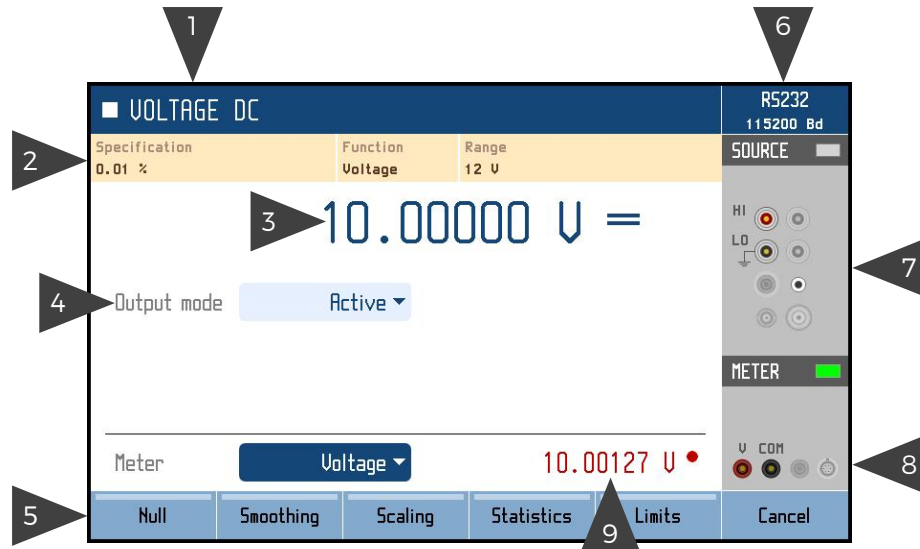 1
6
■ VOLTAGE DC
RS232
115200 Bd
2
Specification
0.01 %
Function
Voltage
Range
12 V
SOURCE
3
10.00000 V =
HI
LO
7
4
Output mode
Active
METER
Meter
Voltage
10.00127 V
V COM
8
5
Null
Smoothing
Scaling
Statistics
Limits
Cancel
9